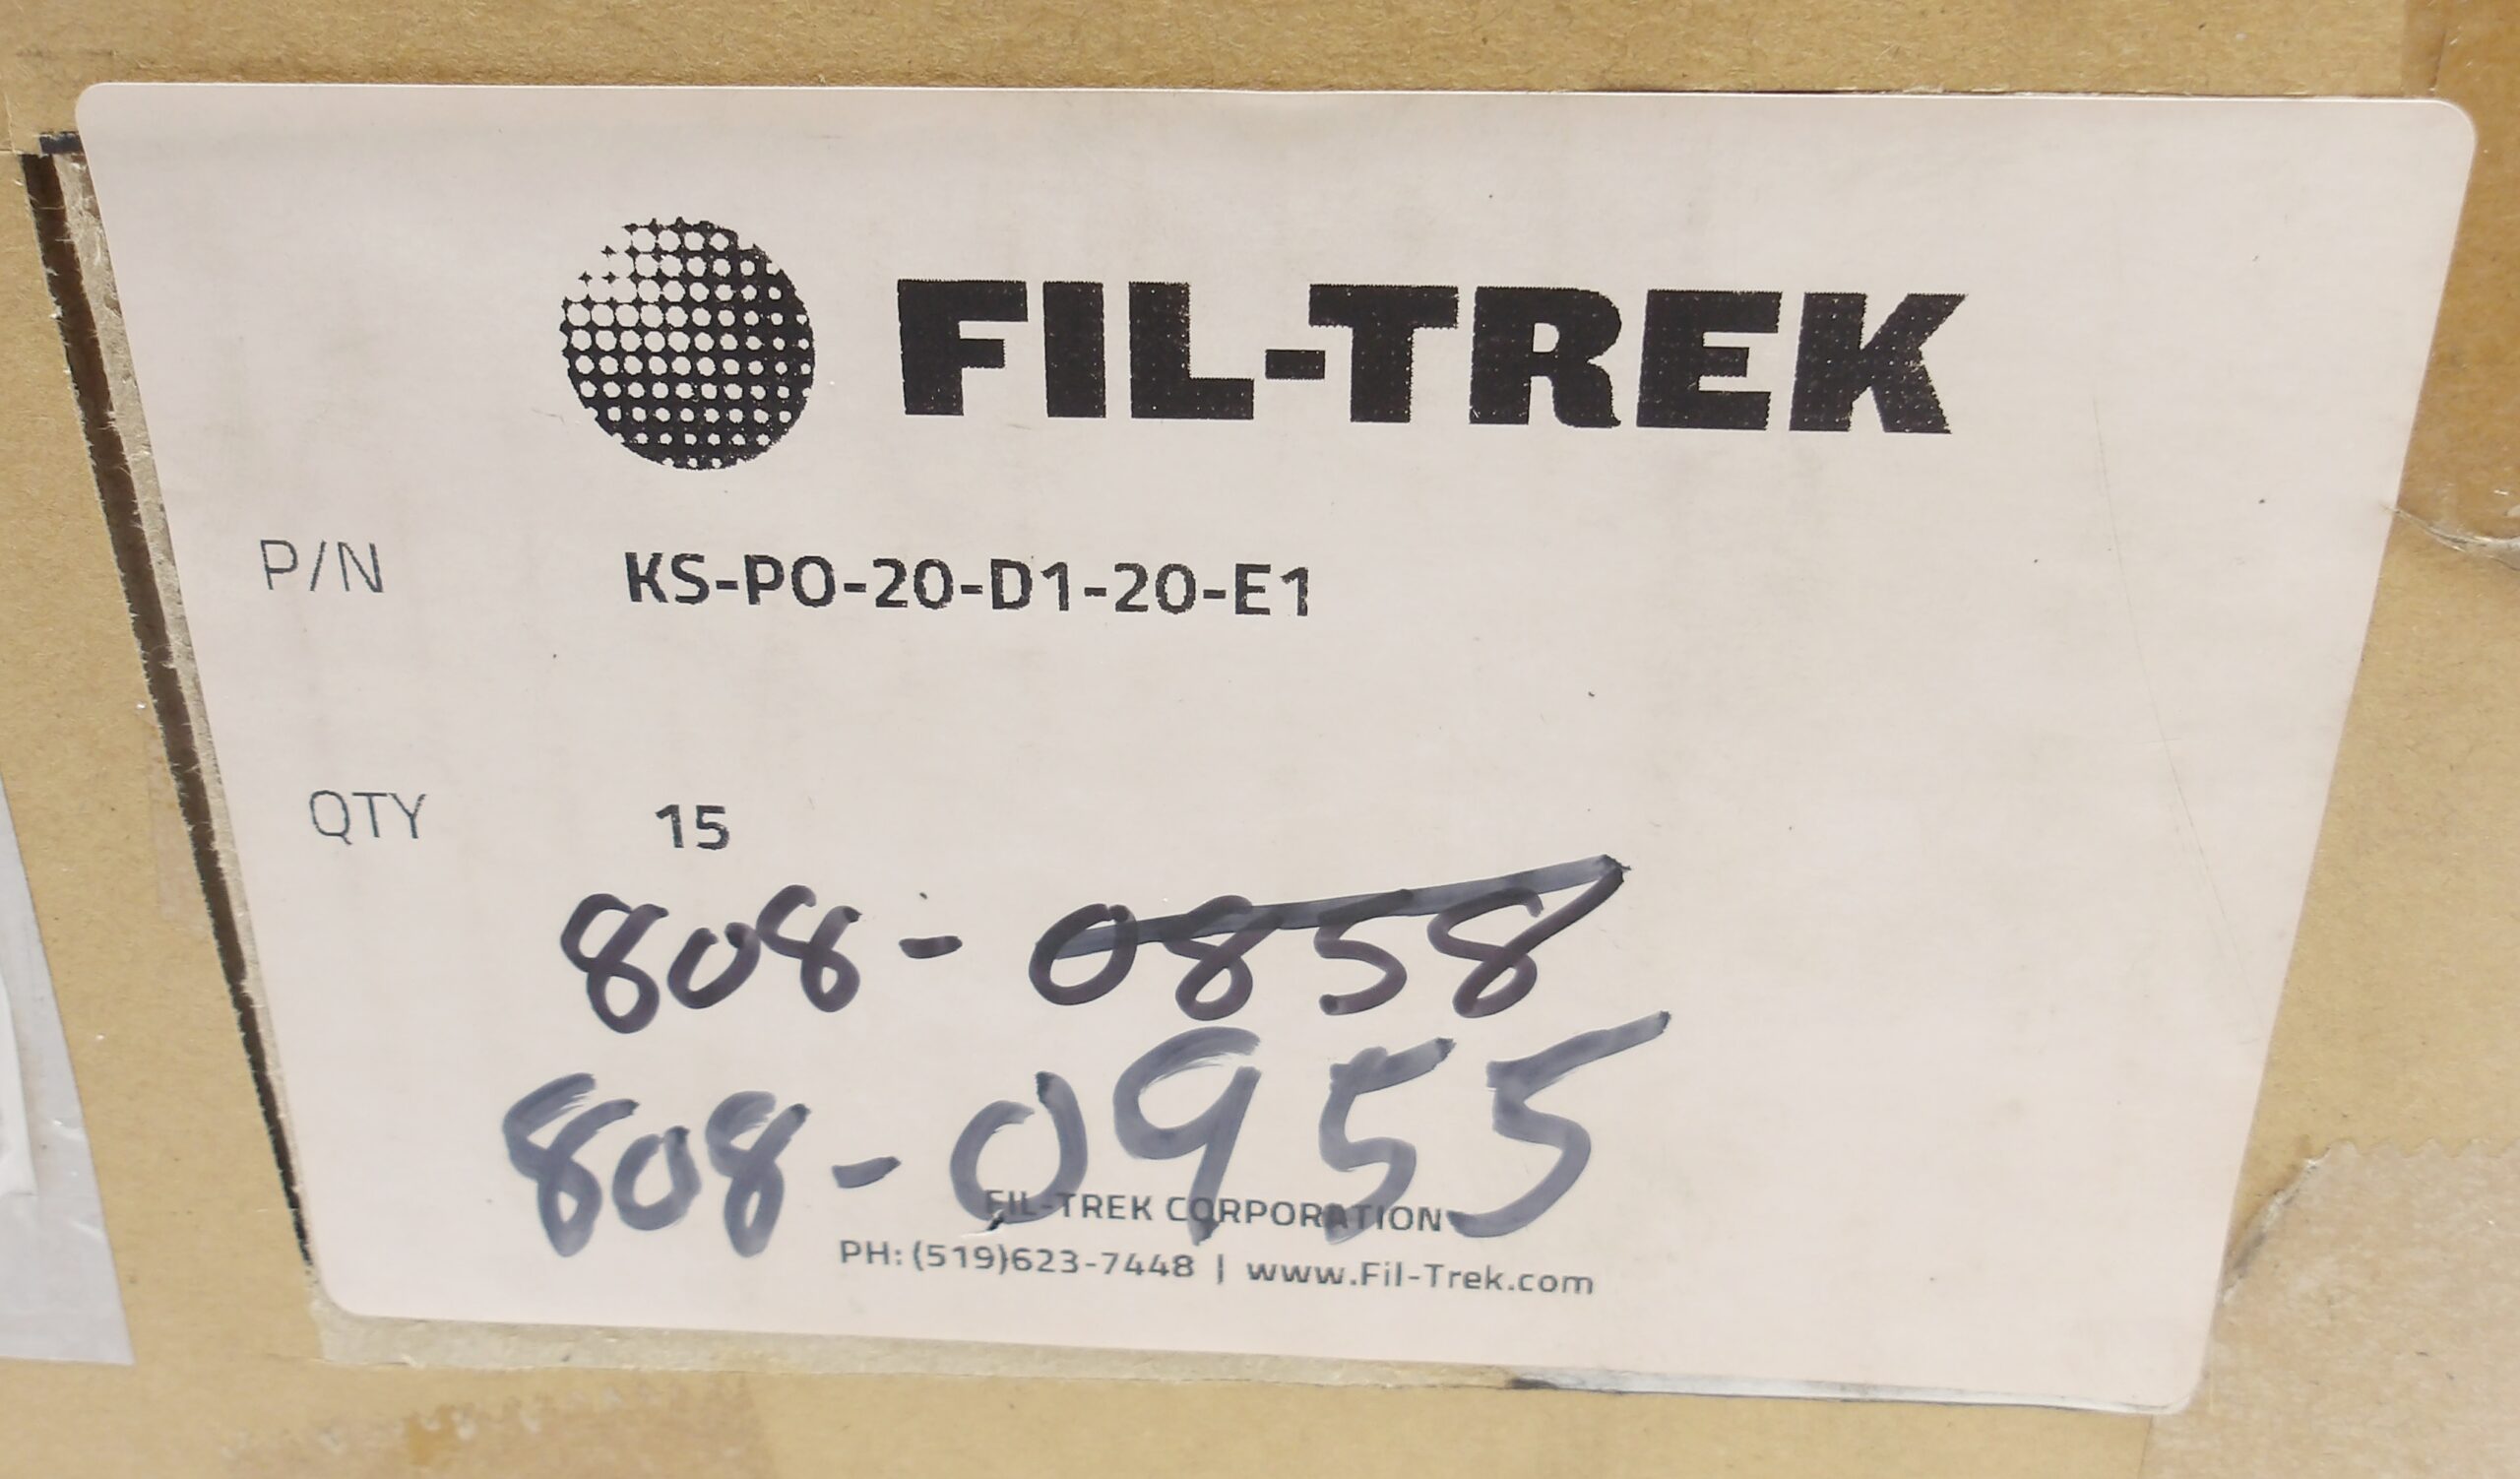 FIL-TREK
P/N KS-PO-20-D1-20-E1
QTY 15
808-0858
808-0955
FIL-TREK CORPORATION
PH: (519)623-7448 | www.Fil-Trek.com